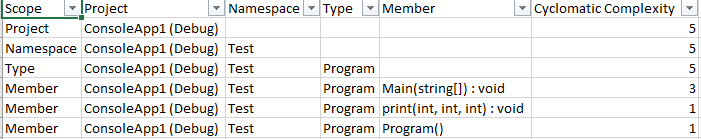 Scope Project Namespace Type Member Cyclomatic Complexity
Project ConsoleApp1 (Debug) 5
Namespace ConsoleApp1 (Debug) Test 5
Type ConsoleApp1 (Debug) Test Program 5
Member ConsoleApp1 (Debug) Test Program Main(string[]) : void 3
Member ConsoleApp1 (Debug) Test Program print(int, int, int) : void 1
Member ConsoleApp1 (Debug) Test Program Program() 1